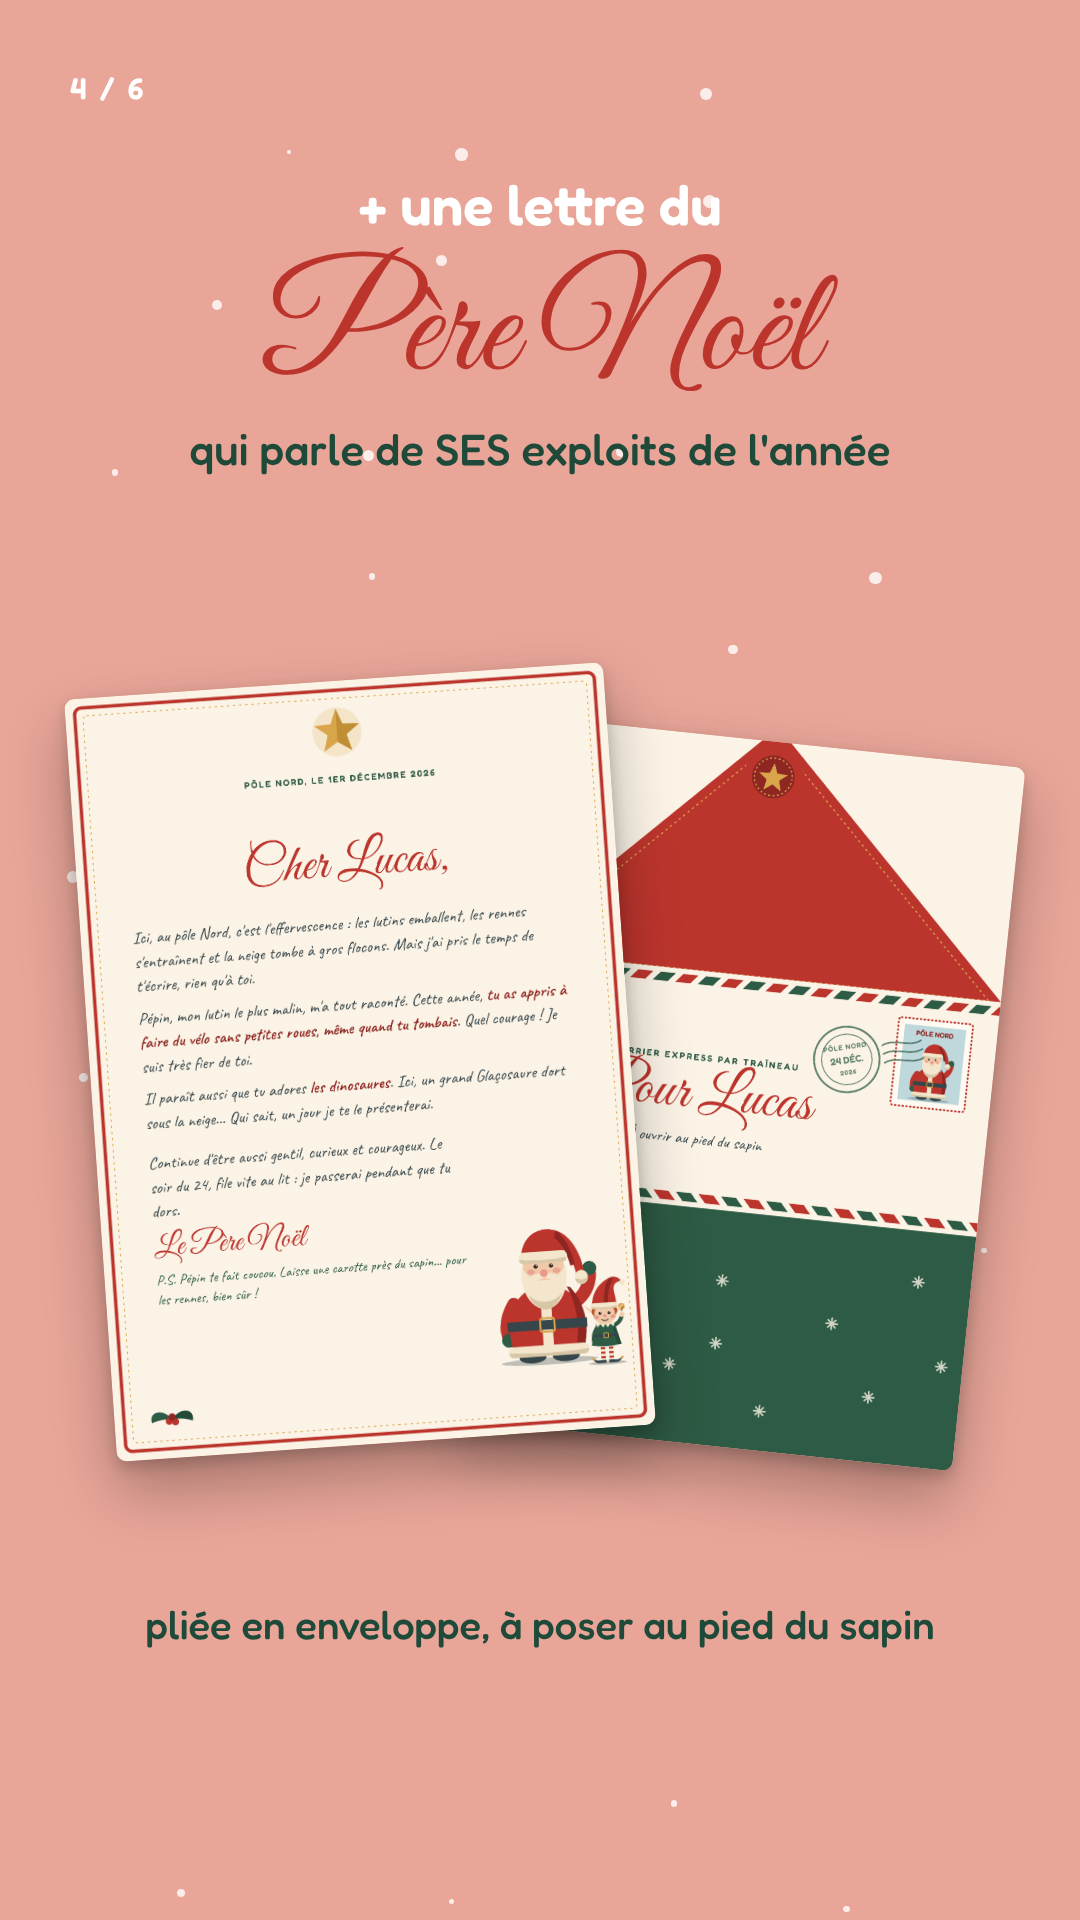 4 / 6
+ une lettre du
Père Noël
qui parle de SES exploits de l'année
PÔLE NORD, LE 1ER DÉCEMBRE 2026
Cher Lucas,
Ici, au pôle Nord, c'est l'effervescence : les lutins emballent, les rennes
s'entraînent et la neige tombe à gros flocons. Mais j'ai pris le temps de
t'écrire, rien qu'à toi.
Pépin, mon lutin le plus malin, m'a tout raconté. Cette année, tu as appris à
faire du vélo sans petites roues, même quand tu tombais. Quel courage ! Je
suis très fier de toi.
Il paraît aussi que tu adores les dinosaures. Ici, un grand Glaçosaure dort
sous la neige... Qui sait, un jour je te le présenterai.
Continue d'être aussi gentil, curieux et courageux. Le
soir du 24, file vite au lit : je passerai pendant que tu
dors.
Le Père Noël
P.S. Pépin te fait coucou. Laisse une carotte près du sapin... pour
les rennes, bien sûr !
RRIER EXPRESS PAR TRAÎNEAU
Pour Lucas
ouvrir au pied du sapin
PÔLE NORD
24 DÉC.
2026
PÔLE NORD
pliée en enveloppe, à poser au pied du sapin